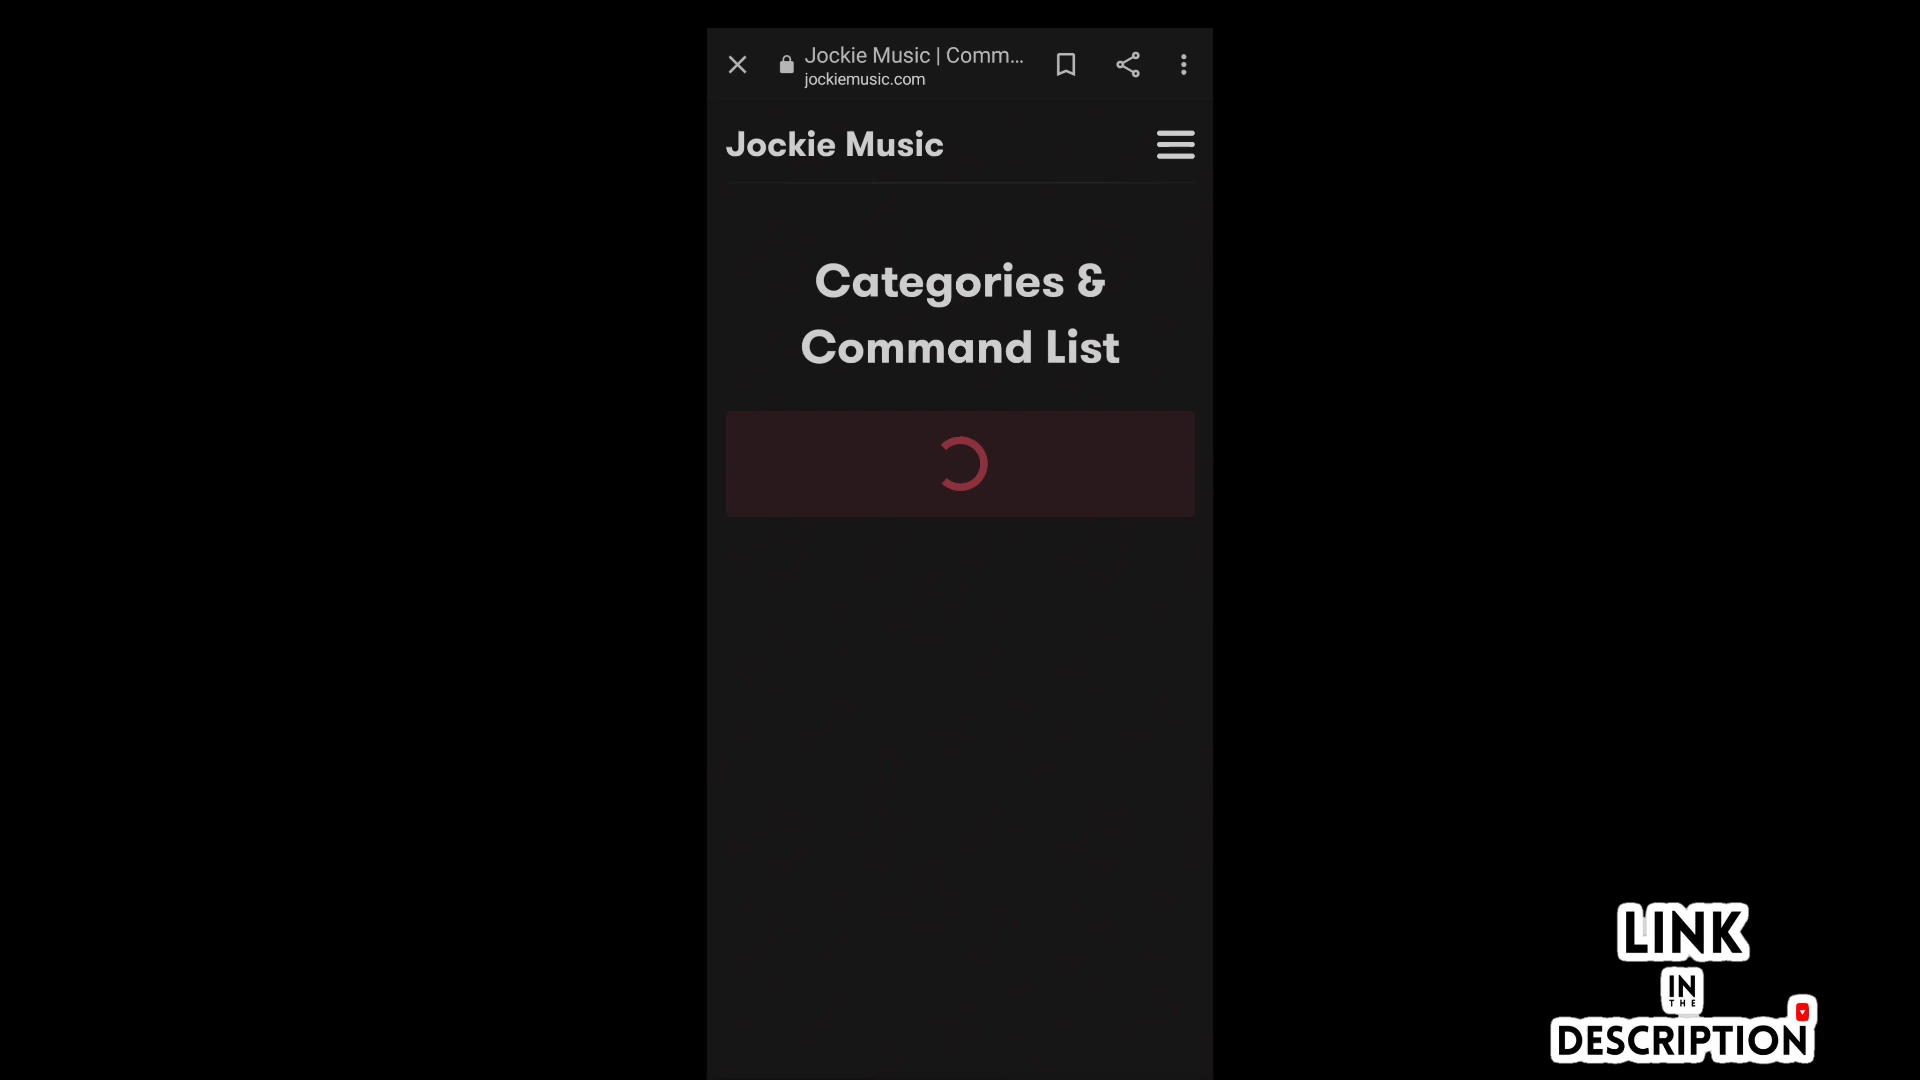 Jockie Music | Comm...
jockiemusic.com
Jockie Music
Categories &
Command List
LINK
IN
THE
DESCRIPTION